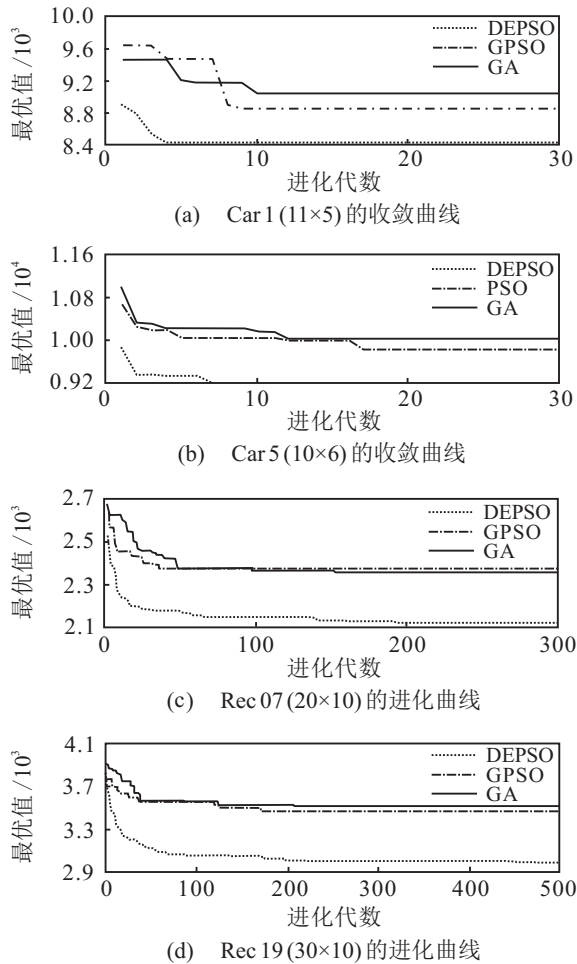 9.6
9.2
8.8
8.4
最优值 /10³
DEPSO
GPSO
GA
0
10
20
30
进化代数
(a) Car 1 (11×5) 的收敛曲线
1.16
1.08
1.00
0.92
最优值 /10⁴
DEPSO
PSO
GA
0
10
20
30
进化代数
(b) Car 5 (10×6) 的收敛曲线
2.7
2.5
2.3
2.1
最优值 /10³
DEPSO
GPSO
GA
0
100
200
300
进化代数
(c) Rec 07 (20×10) 的进化曲线
4.1
3.7
3.3
2.9
最优值 /10³
DEPSO
GPSO
GA
0
100
200
300
400
500
进化代数
(d) Rec 19 (30×10) 的进化曲线